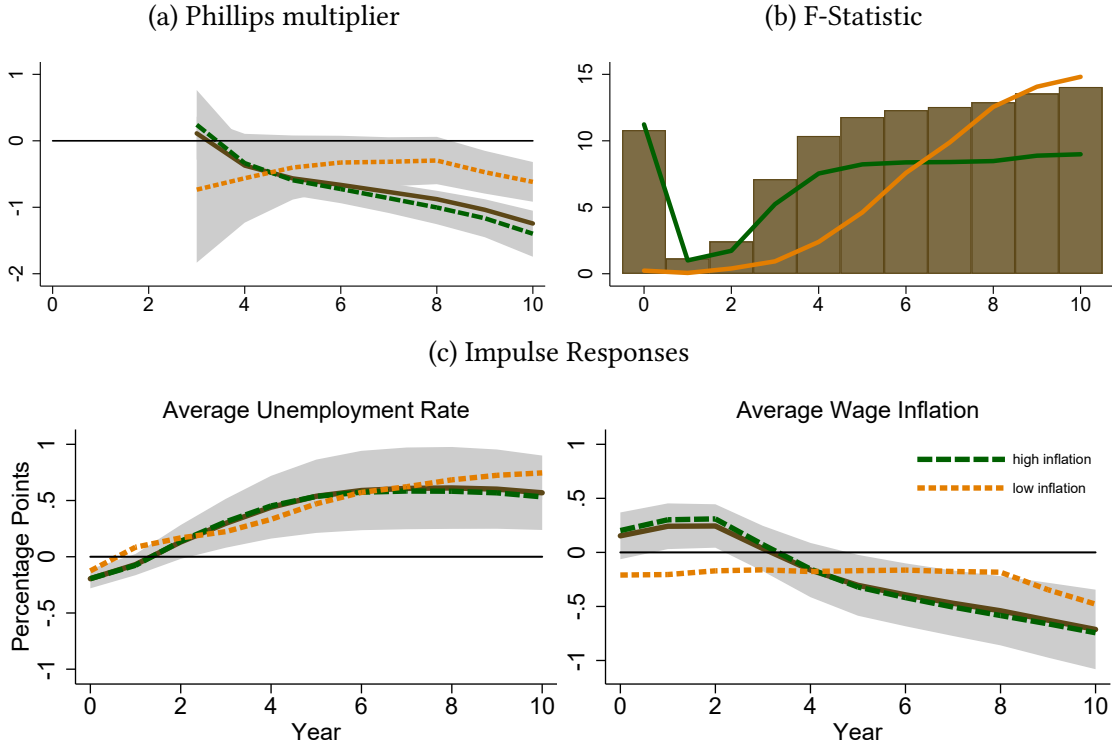 (a) Phillips multiplier
(b) F-Statistic
1
0
-1
-2
0 2 4 6 8 10
15
10
5
0
0 2 4 6 8 10
(c) Impulse Responses
Average Unemployment Rate
Average Wage Inflation
Percentage Points
1
.5
0
-.5
-1
0 2 4 6 8 10
Year
1
.5
0
-.5
-1
0 2 4 6 8 10
Year
high inflation
low inflation